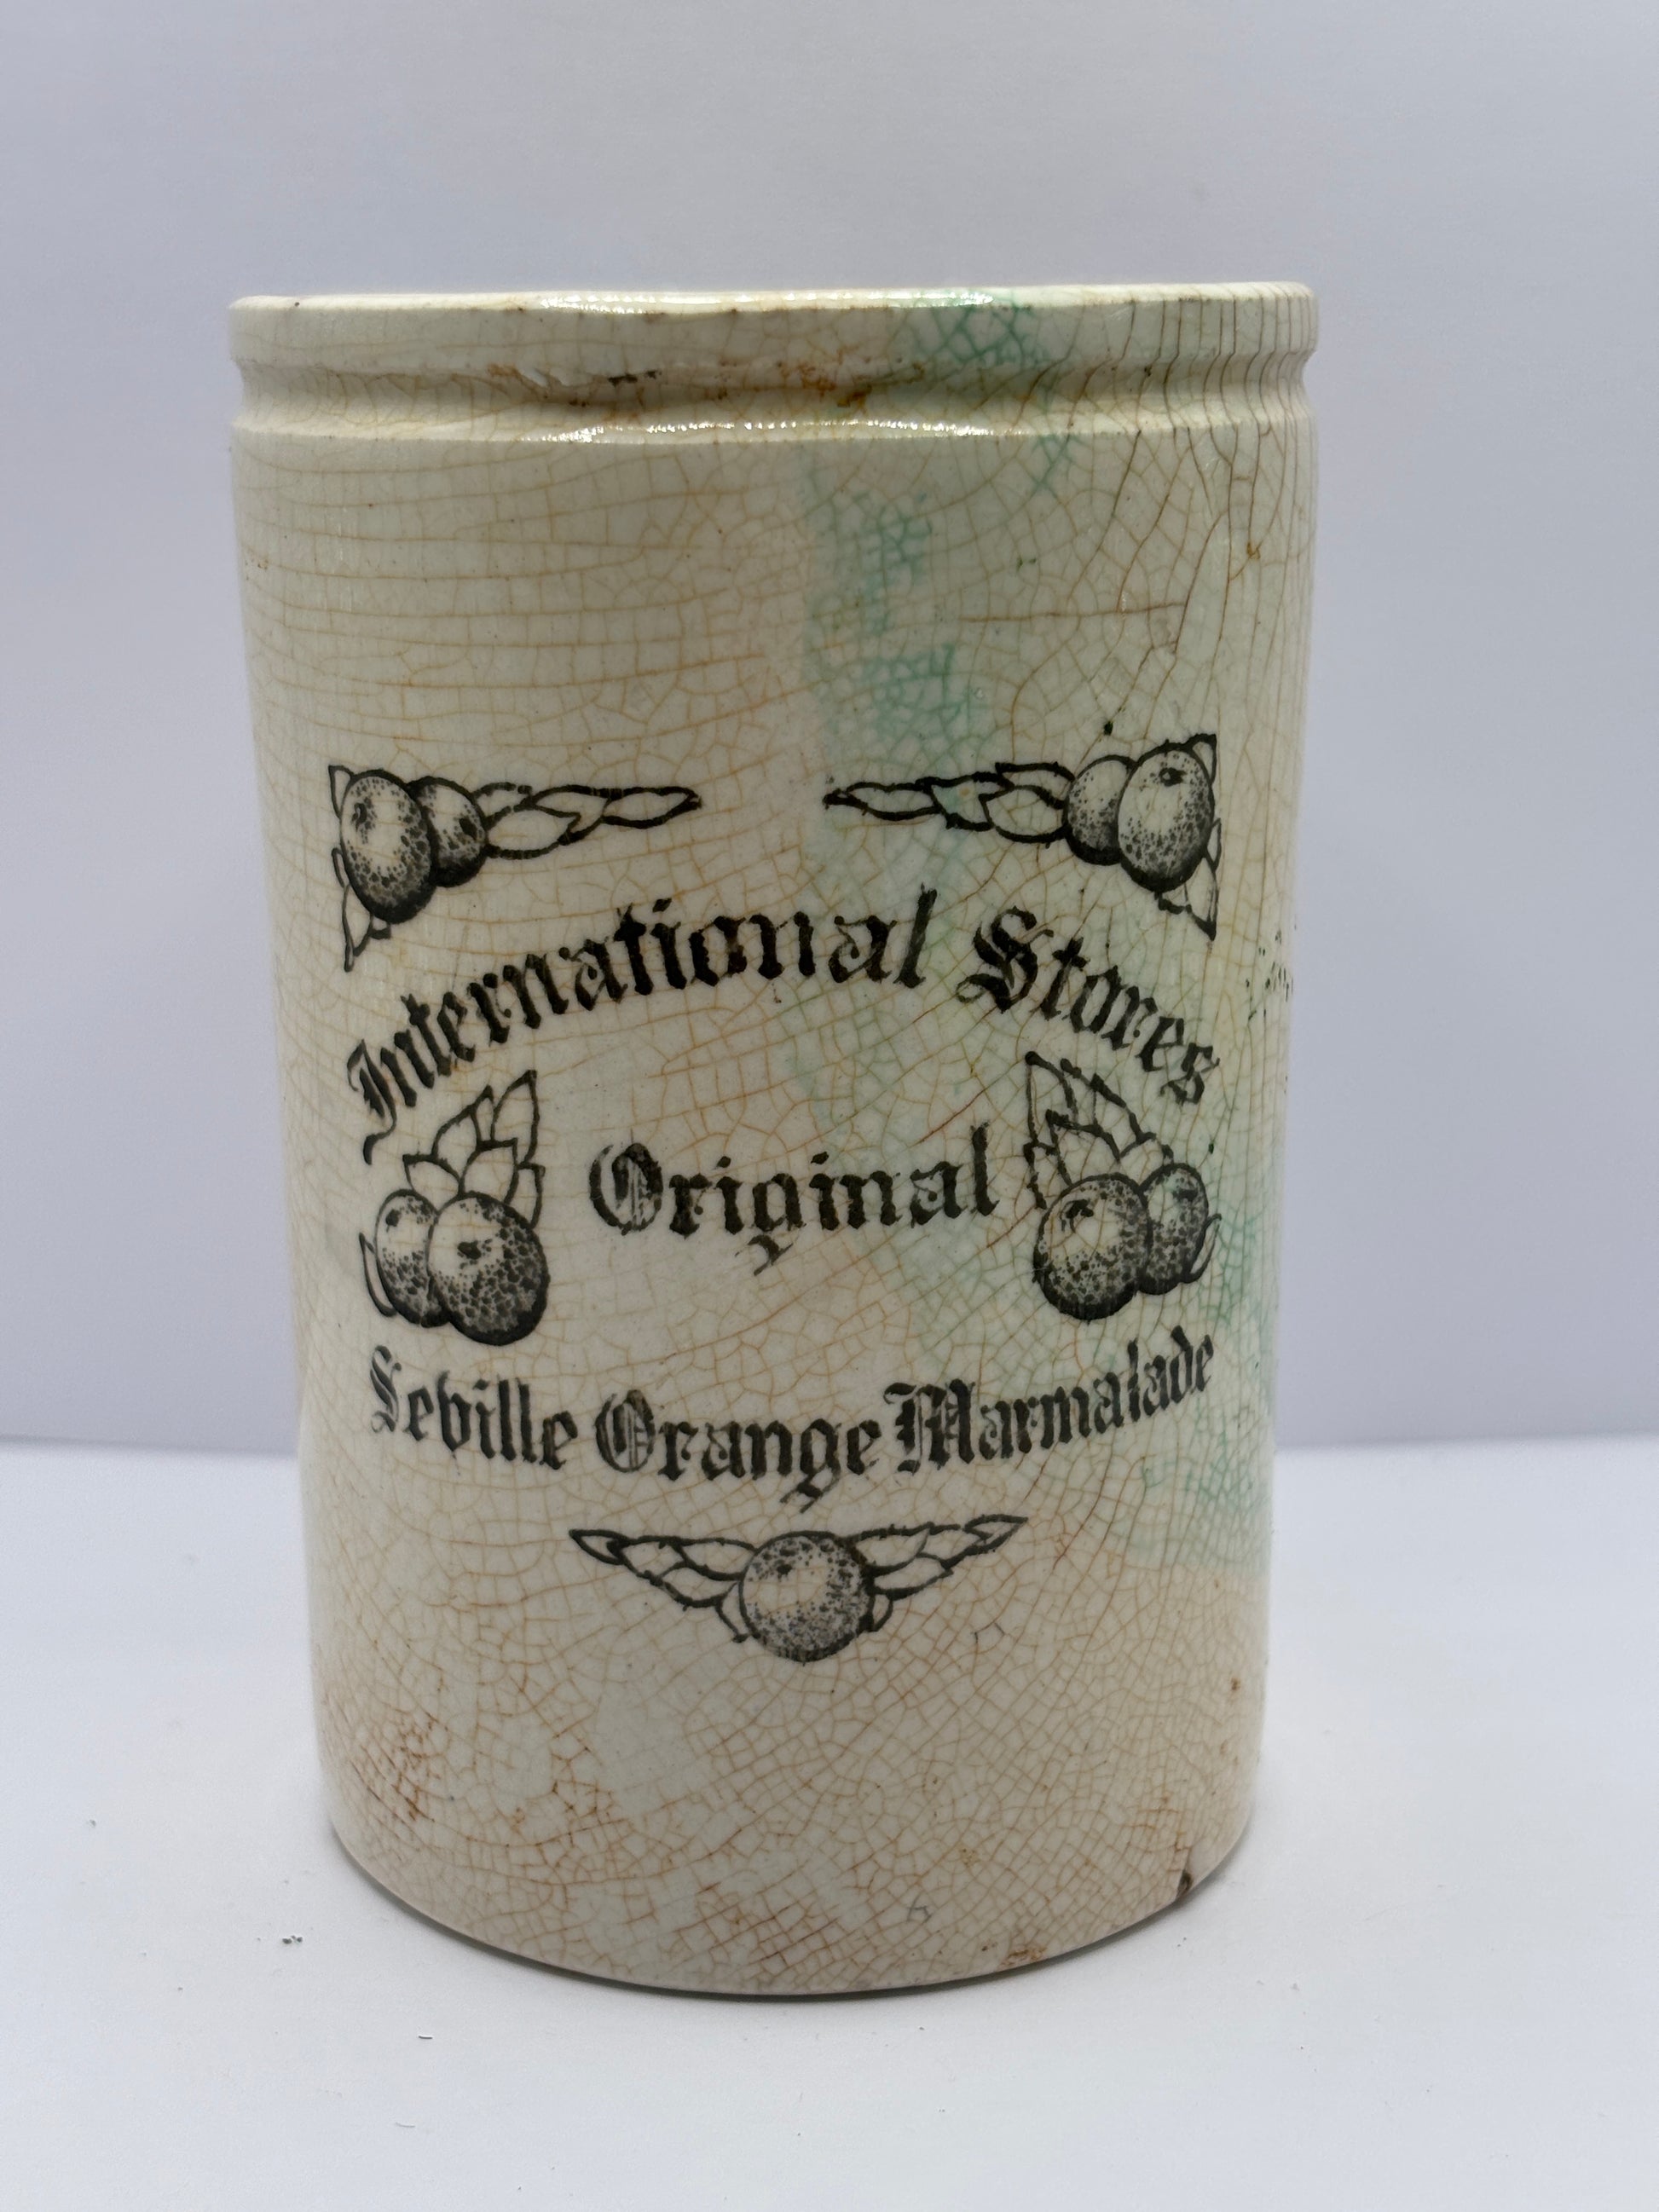 International Stores
Original
Seville Orange Marmalade